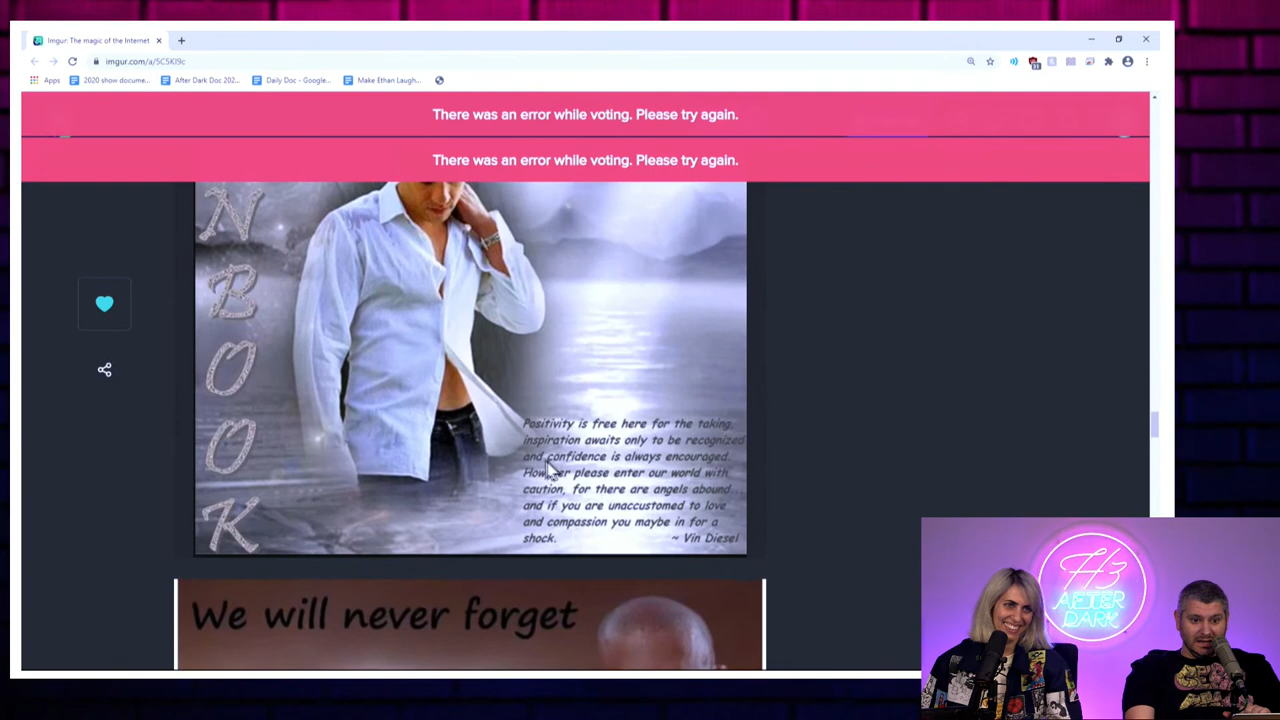 Imgur: The magic of the Internet
imgur.com/a/5C5KI9c
Apps
2020 show docume...
After Dark Doc 202...
Daily Doc - Google...
Make Ethan Laugh...
There was an error while voting. Please try again.
There was an error while voting. Please try again.
N
B
O
O
K
Positivity is free here for the taking,
inspiration awaits only to be recognized
and confidence is always encouraged.
However please enter our world with
caution, for there are angels abound...
and if you are unaccustomed to love
and compassion you maybe in for a
shock. ~ Vin Diesel
We will never forget
H3
AFTER
DARK